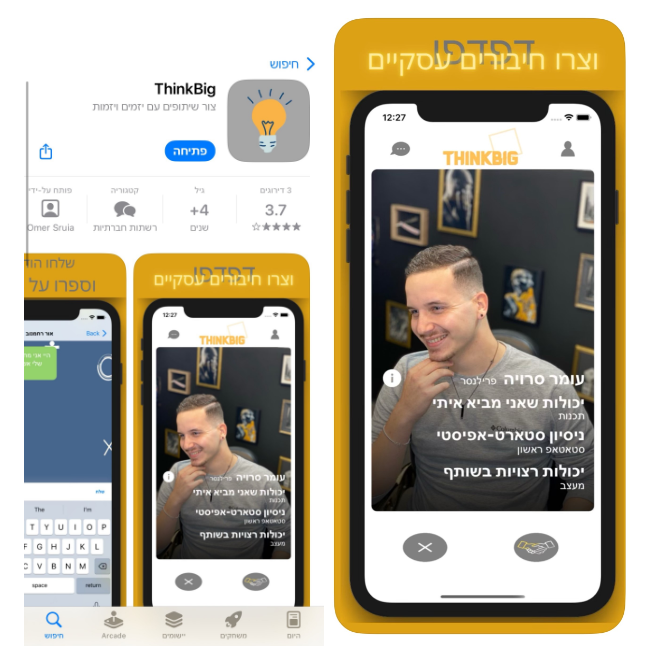 חיפוש
ThinkBig
צור שיתופים עם יזמים ויזמות
פתיחה
3 דירוגים
3.7
גיל
4+
שנים
קטגוריה
רשתות חברתיות
פותח על-ידי
Omer Sruia
דפדפו
וצרו חיבורים עסקיים
12:27
THINKBIG
עומר סרויה פרילנסר
יכולות שאני מביא איתי
תכנות
ניסיון סטארט-אפיסטי
סטאטאפ ראשון
יכולות רצויות בשותף
מעצב
שלחו הוד
וספרו על
Back
אור רחמטוב
היי אני
שלח
The
I'm
T Y U I O P
F G H J K L
C V B N M
space
return
היום
משחקים
יישומים
Arcade
חיפוש
דפדפו
וצרו חיבורים עסקיים
12:27
THINKBIG
עומר סרויה פרילנסר
יכולות שאני מביא איתי
תכנות
ניסיון סטארט-אפיסטי
סטאטאפ ראשון
יכולות רצויות בשותף
מעצב